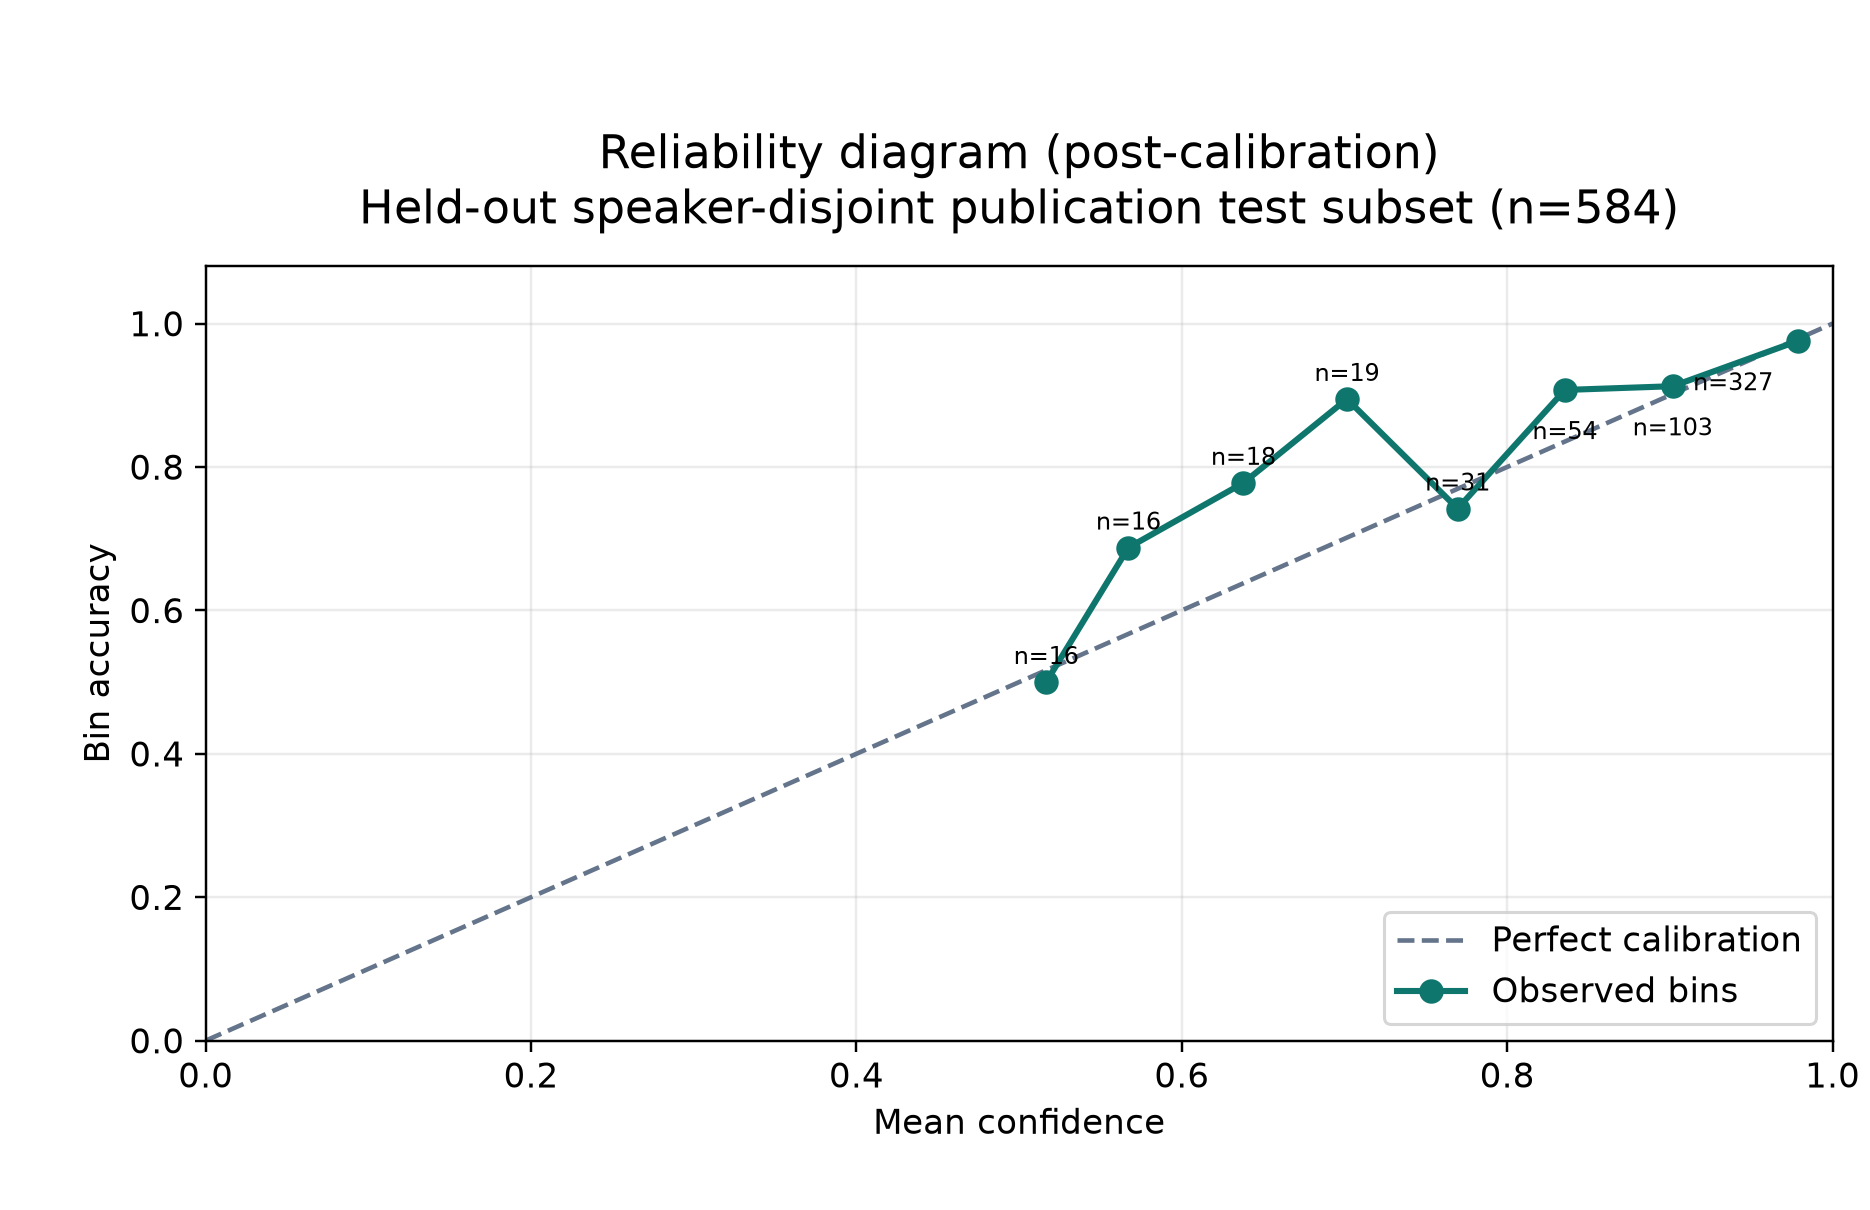 Reliability diagram (post-calibration)
Held-out speaker-disjoint publication test subset (n=584)
Bin accuracy
1.0
0.8
0.6
0.4
0.2
0.0
n=19
n=327
n=103
n=54
n=18
n=31
n=16
n=16
Perfect calibration
Observed bins
0.0 0.2 0.4 0.6 0.8 1.0
Mean confidence